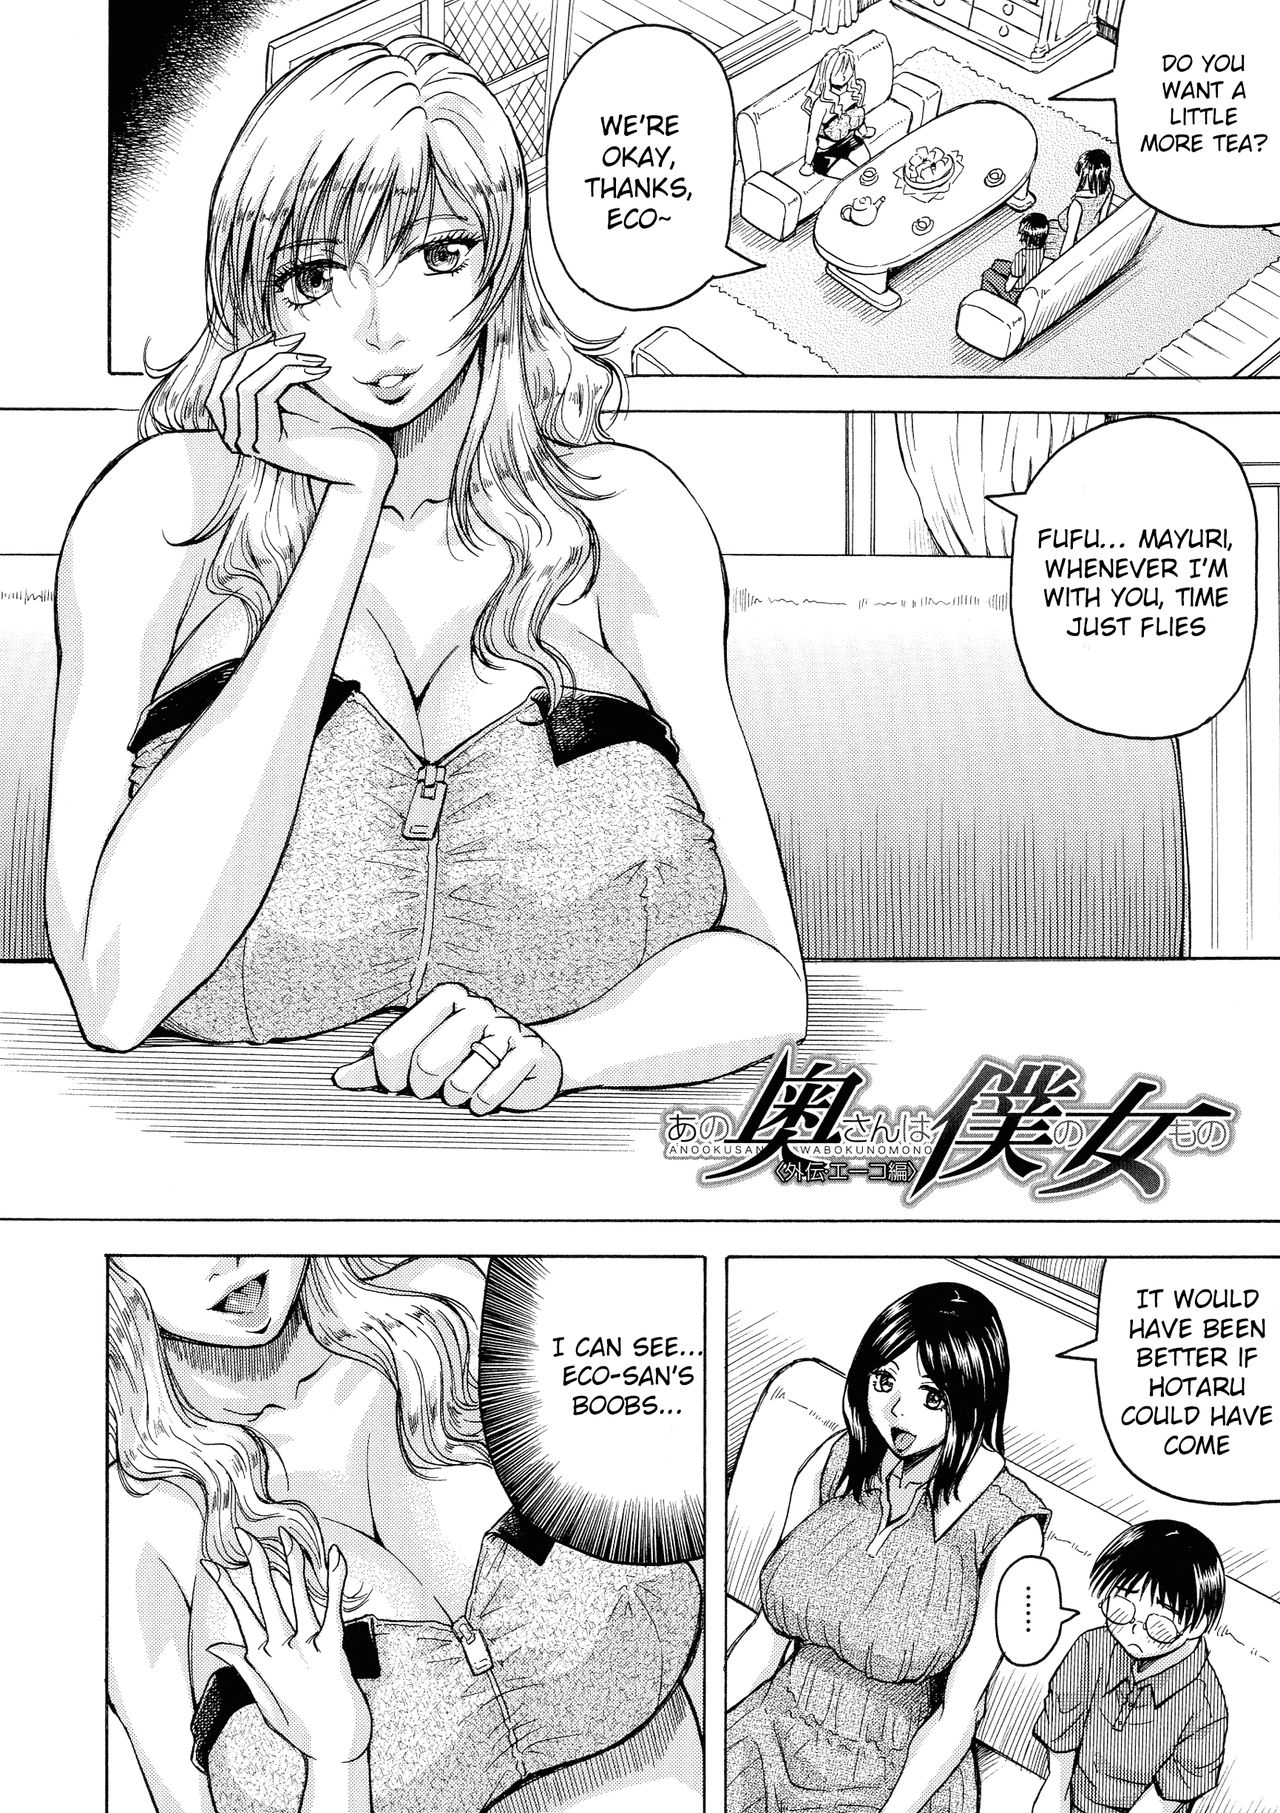 DO YOU
WANT A
LITTLE
MORE TEA?
WE'RE
OKAY,
THANKS,
ECO~
FUFU... MAYURI,
WHENEVER I'M
WITH YOU, TIME
JUST FLIES
あの奥さんは僕の女もの
ANOOKUSAN WABOKUNOMONO
〈外伝・エーコ編〉
IT WOULD
HAVE BEEN
BETTER IF
HOTARU
COULD HAVE
COME
......
I CAN SEE...
ECO-SAN'S
BOOBS...